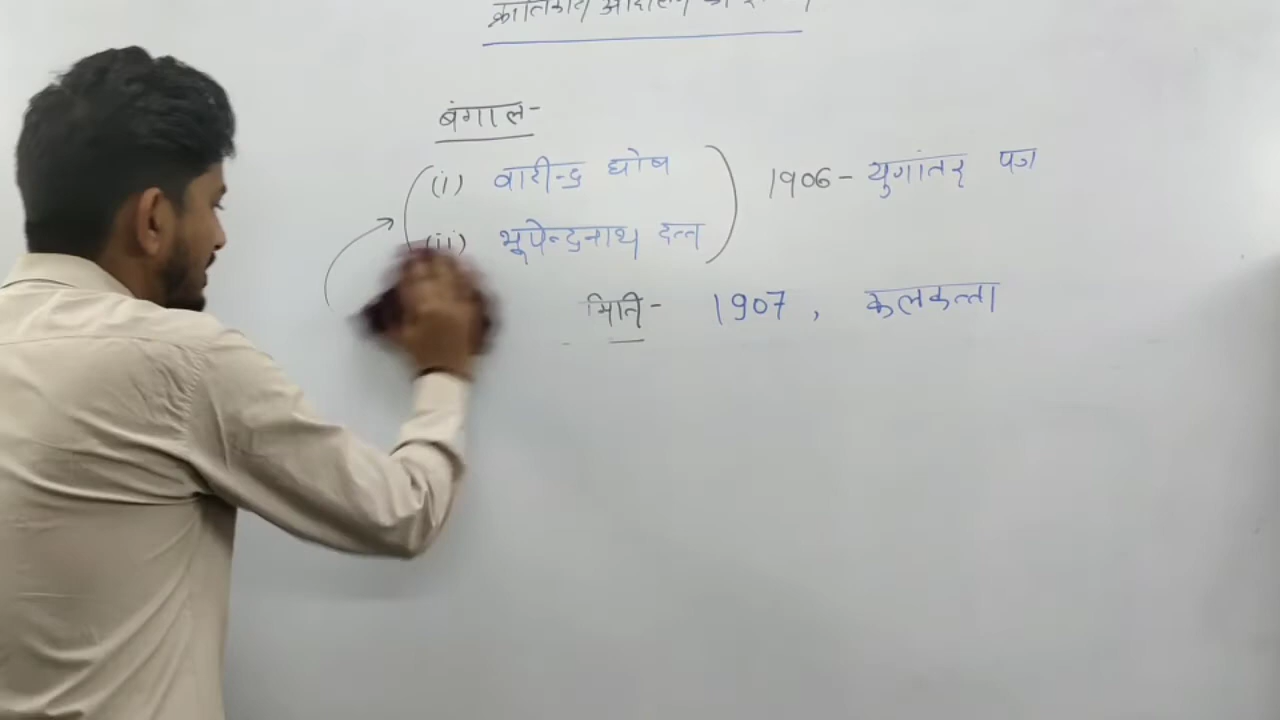 बंगाल-
(i) वारीन्द्र घोष
(ii) भूपेन्द्रनाथ दत्त
1906- युगांतर पत्र
मिति- 1907, कलकत्ता